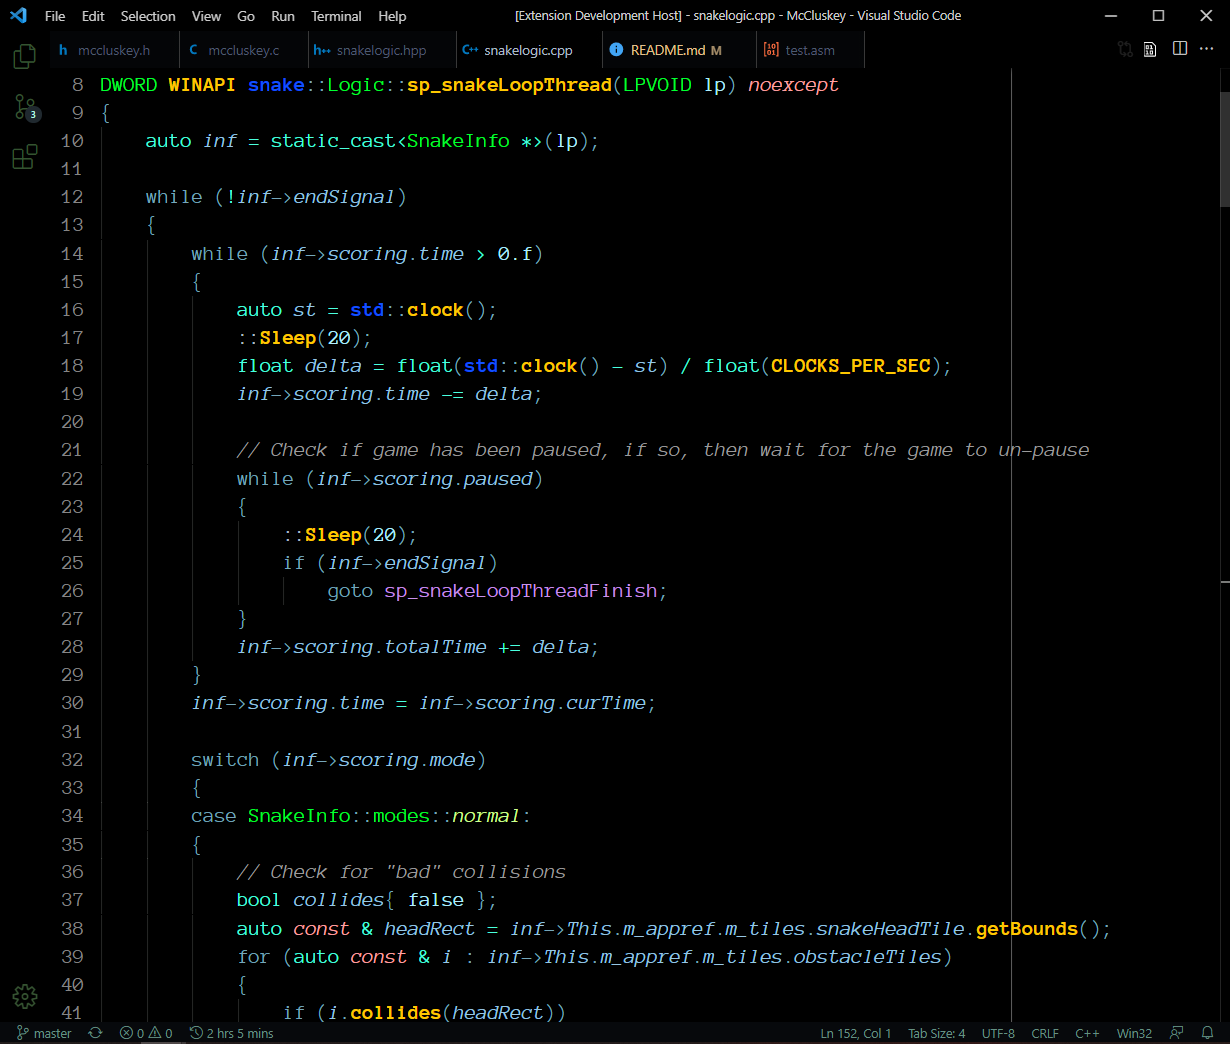 File Edit Selection View Go Run Terminal Help [Extension Development Host] - snakelogic.cpp - McCluskey - Visual Studio Code
h mccluskey.h C mccluskey.c h++ snakelogic.hpp C++ snakelogic.cpp README.md M test.asm
8 DWORD WINAPI snake::Logic::sp_snakeLoopThread(LPVOID lp) noexcept
9 {
10 auto inf = static_cast<SnakeInfo *>(lp);
11
12 while (!inf->endSignal)
13 {
14 while (inf->scoring.time > 0.f)
15 {
16 auto st = std::clock();
17 ::Sleep(20);
18 float delta = float(std::clock() - st) / float(CLOCKS_PER_SEC);
19 inf->scoring.time -= delta;
20
21 // Check if game has been paused, if so, then wait for the game to un-pause
22 while (inf->scoring.paused)
23 {
24 ::Sleep(20);
25 if (inf->endSignal)
26 goto sp_snakeLoopThreadFinish;
27 }
28 inf->scoring.totalTime += delta;
29 }
30 inf->scoring.time = inf->scoring.curTime;
31
32 switch (inf->scoring.mode)
33 {
34 case SnakeInfo::modes::normal:
35 {
36 // Check for "bad" collisions
37 bool collides{ false };
38 auto const & headRect = inf->This.m_appref.m_tiles.snakeHeadTile.getBounds();
39 for (auto const & i : inf->This.m_appref.m_tiles.obstacleTiles)
40 {
41 if (i.collides(headRect))
3
master 0 0 2 hrs 5 mins Ln 152, Col 1 Tab Size: 4 UTF-8 CRLF C++ Win32